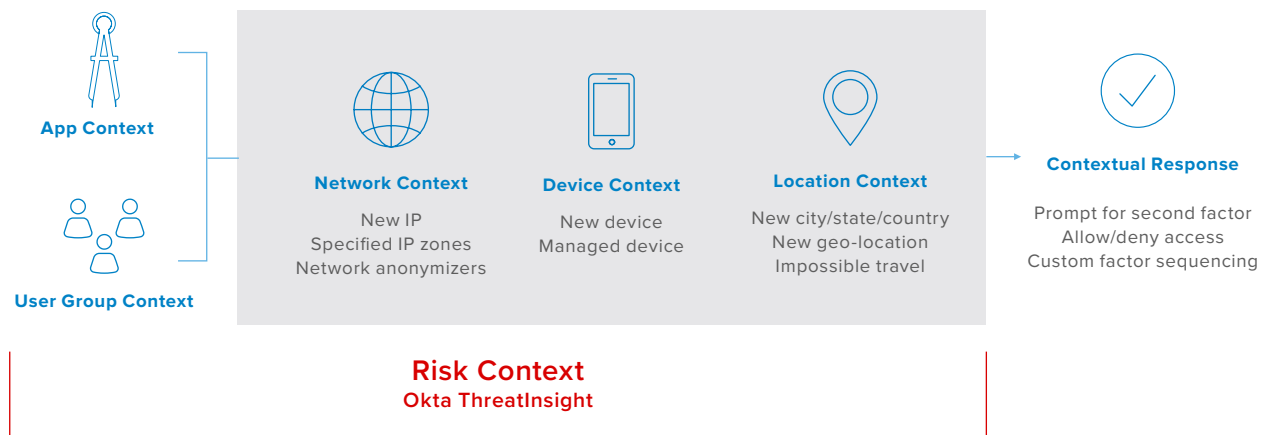 App Context
User Group Context
Network Context
New IP
Specified IP zones
Network anonymizers
Device Context
New device
Managed device
Location Context
New city/state/country
New geo-location
Impossible travel
Contextual Response
Prompt for second factor
Allow/deny access
Custom factor sequencing
Risk Context
Okta ThreatInsight